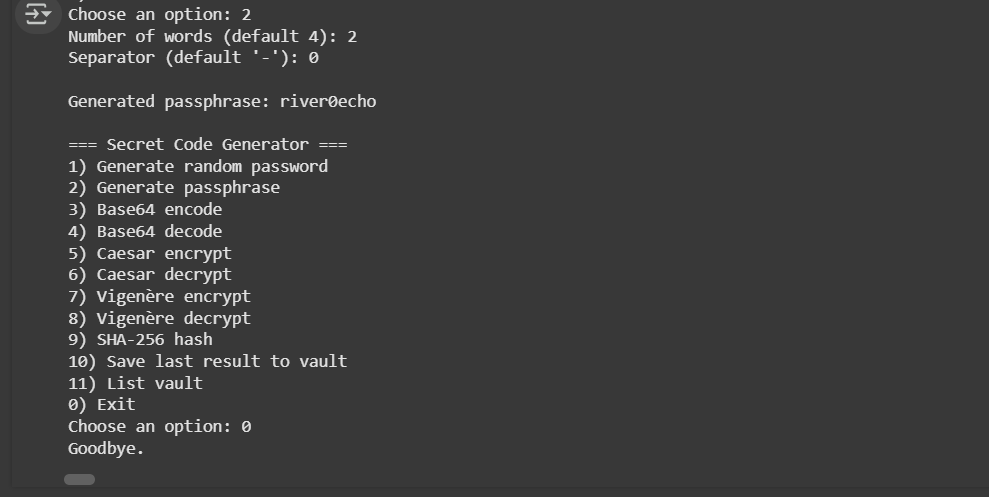 Choose an option: 2
Number of words (default 4): 2
Separator (default '-'): 0
Generated passphrase: river0echo
=== Secret Code Generator ===
1) Generate random password
2) Generate passphrase
3) Base64 encode
4) Base64 decode
5) Caesar encrypt
6) Caesar decrypt
7) Vigenère encrypt
8) Vigenère decrypt
9) SHA-256 hash
10) Save last result to vault
11) List vault
0) Exit
Choose an option: 0
Goodbye.